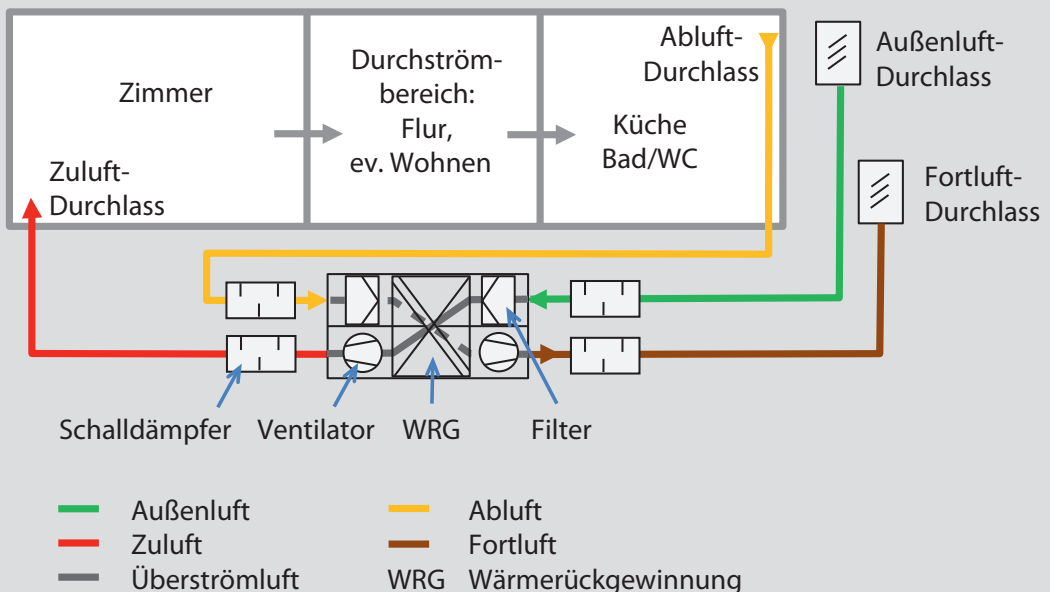 Zimmer
Zuluft-
Durchlass
Durchström-
bereich:
Flur,
ev. Wohnen
Abluft-
Durchlass
Küche
Bad/WC
Außenluft-
Durchlass
Fortluft-
Durchlass
Schalldämpfer
Ventilator
WRG
Filter
Außenluft
Zuluft
Überströmluft
Abluft
Fortluft
WRG Wärmerückgewinnung